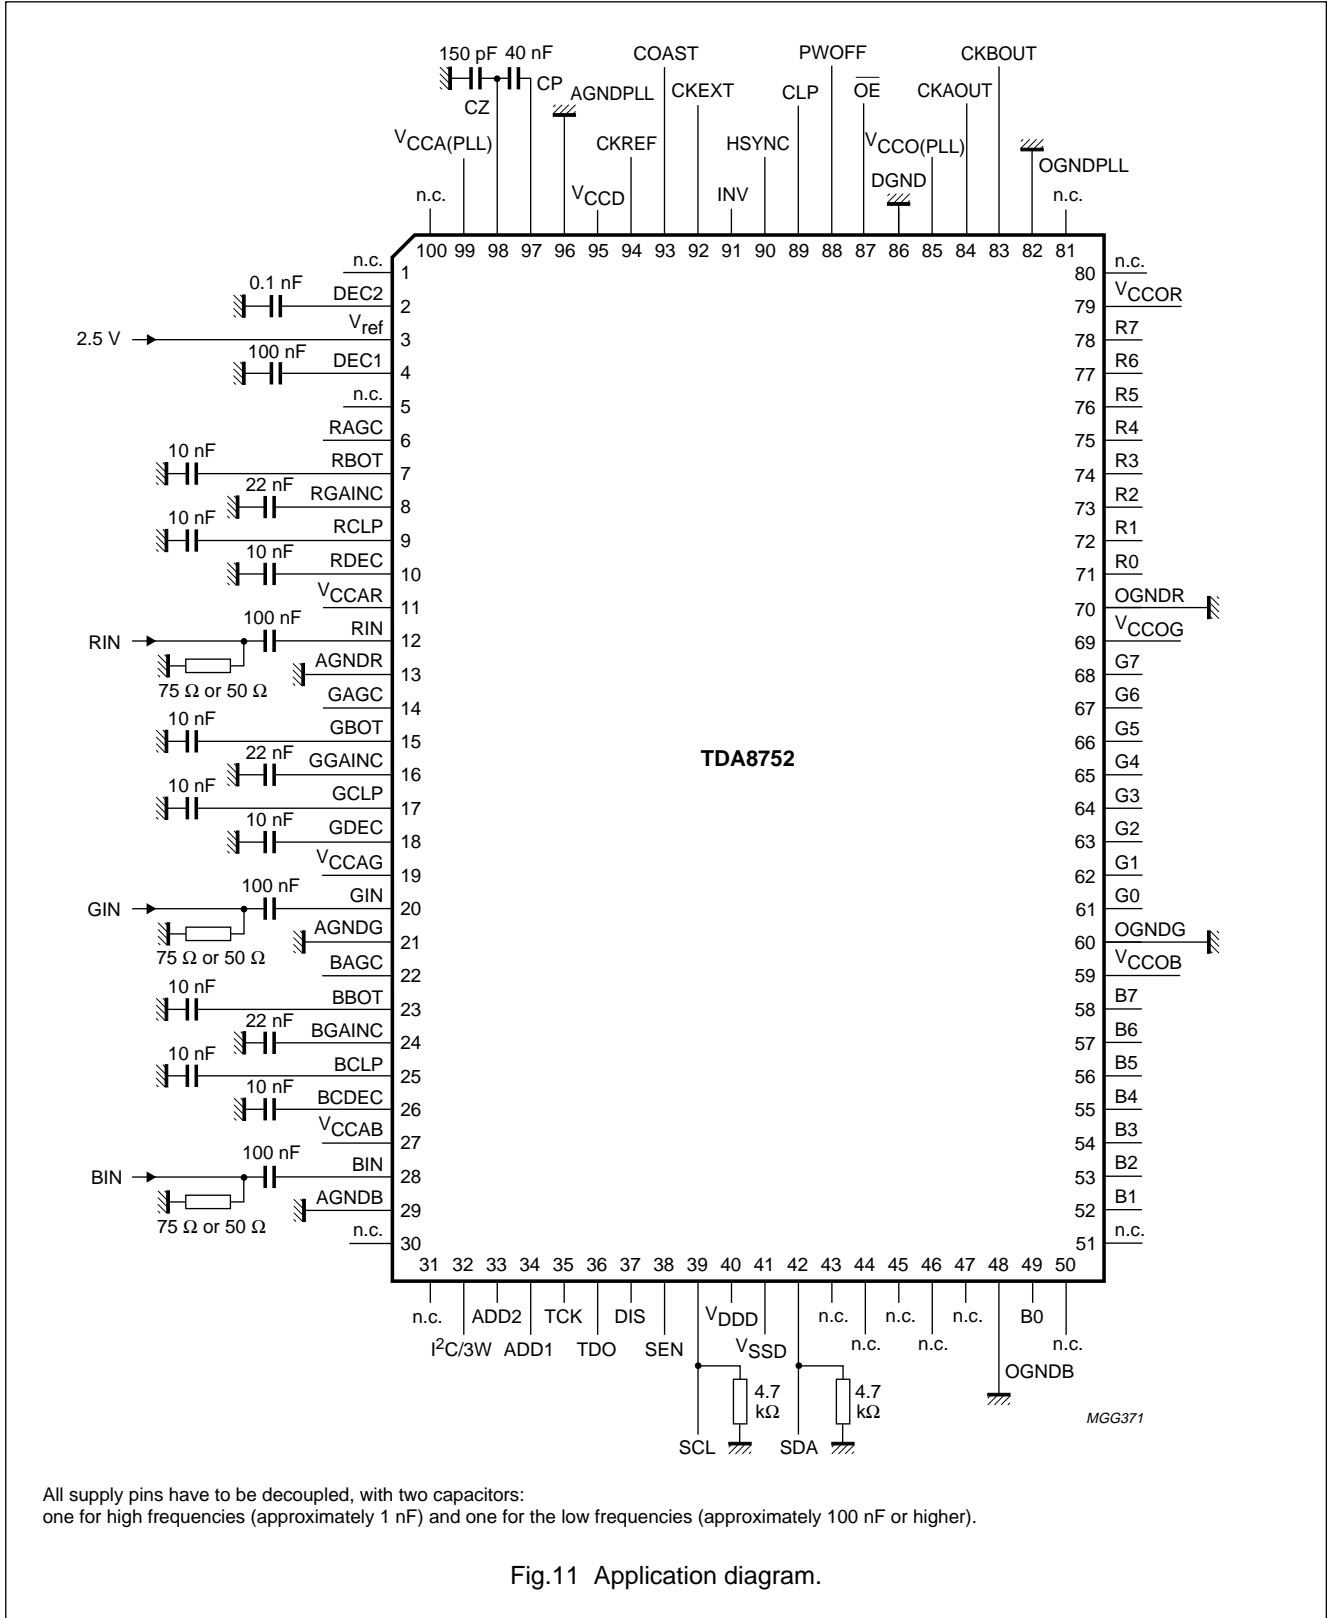 150 pF 40 nF COAST PWOFF CKBOUT
CP AGNDPLL CKEXT CLP OE CKAOUT
CZ
VCCA(PLL) CKREF HSYNC VCCO(PLL) OGNDPLL
n.c. VCCD INV DGND n.c.
100 99 98 97 96 95 94 93 92 91 90 89 88 87 86 85 84 83 82 81
n.c. 1
0.1 nF DEC2 2
2.5 V Vref 3
100 nF DEC1 4
n.c. 5
RAGC 6
10 nF RBOT 7
22 nF RGAINC 8
10 nF RCLP 9
10 nF RDEC 10
VCCAR 11
RIN 100 nF RIN 12
75 Ω or 50 Ω AGNDR 13
GAGC 14
10 nF GBOT 15
22 nF GGAINC 16
10 nF GCLP 17
10 nF GDEC 18
VCCAG 19
GIN 100 nF GIN 20
75 Ω or 50 Ω AGNDG 21
BAGC 22
10 nF BBOT 23
22 nF BGAINC 24
10 nF BCLP 25
10 nF BCDEC 26
VCCAB 27
BIN 100 nF BIN 28
75 Ω or 50 Ω AGNDB 29
n.c. 30
TDA8752
80 n.c.
79 VCCOR
78 R7
77 R6
76 R5
75 R4
74 R3
73 R2
72 R1
71 R0
70 OGNDR
69 VCCOG
68 G7
67 G6
66 G5
65 G4
64 G3
63 G2
62 G1
61 G0
60 OGNDG
59 VCCOB
58 B7
57 B6
56 B5
55 B4
54 B3
53 B2
52 B1
51 n.c.
31 32 33 34 35 36 37 38 39 40 41 42 43 44 45 46 47 48 49 50
n.c. ADD2 TCK DIS VDDD n.c. n.c. n.c. B0
I²C/3W ADD1 TDO SEN VSSD n.c. n.c. n.c.
OGNDB
4.7 kΩ 4.7 kΩ
SCL SDA
MGG371
All supply pins have to be decoupled, with two capacitors:
one for high frequencies (approximately 1 nF) and one for the low frequencies (approximately 100 nF or higher).
Fig.11 Application diagram.